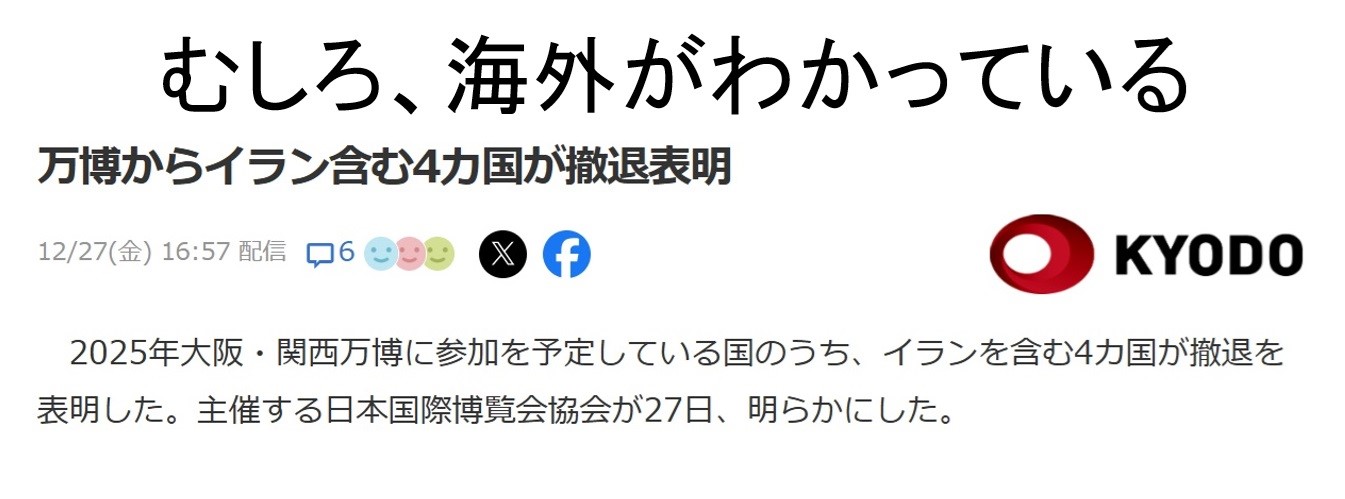 むしろ、海外がわかっている
万博からイラン含む4カ国が撤退表明
12/27(金) 16:57 配信 6
KYODO
　2025年大阪・関西万博に参加を予定している国のうち、イランを含む4カ国が撤退を
表明した。主催する日本国際博覧会協会が27日、明らかにした。